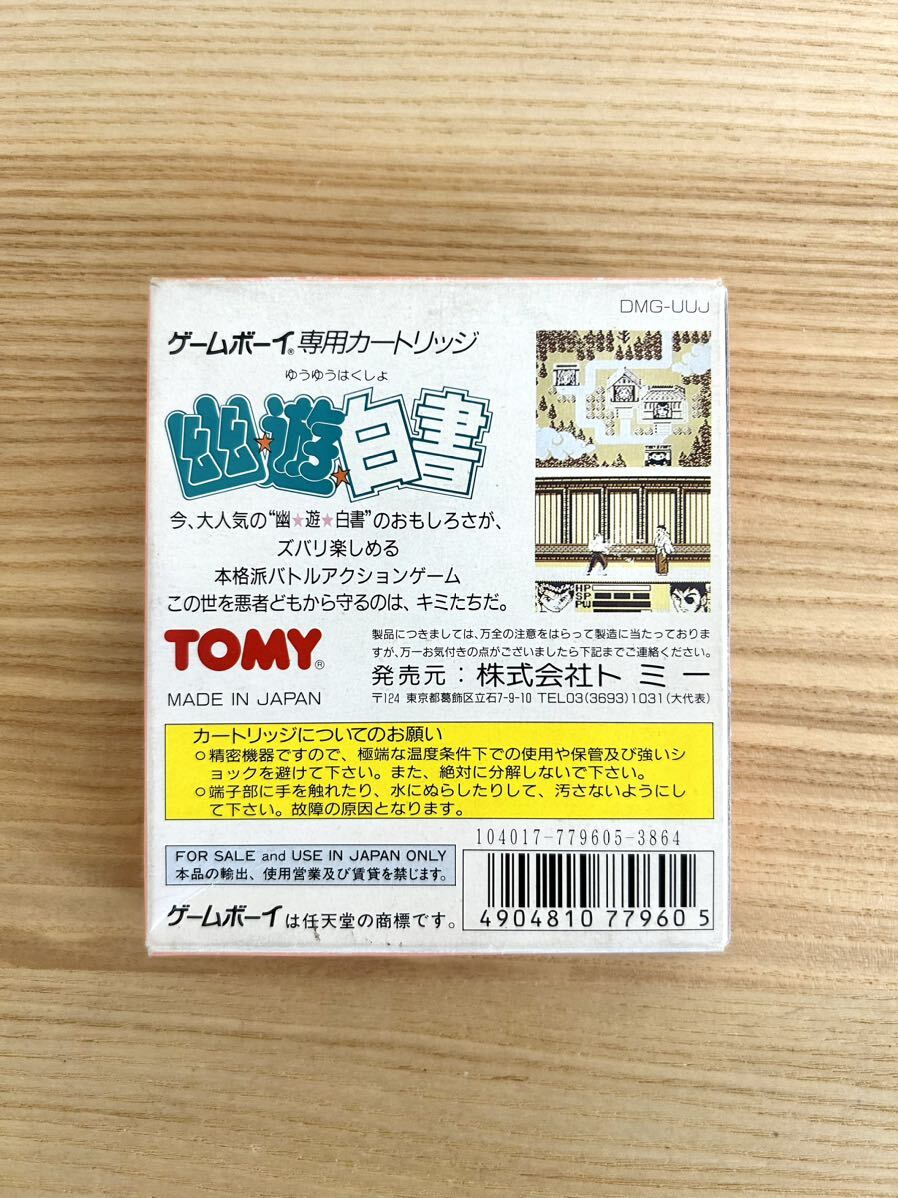 DMG-UUJ
ゲームボーイ®専用カートリッジ
ゆうゆうはくしょ
幽★遊★白書
今、大人気の"幽★遊★白書"のおもしろさが、
ズバリ楽しめる
本格派バトルアクションゲーム
この世を悪者どもから守るのは、キミたちだ。
HP
SP
PW
TOMY®
MADE IN JAPAN
製品につきましては、万全の注意をはらって製造に当たっておりま
すが、万一お気付きの点がございましたら下記までご連絡ください。
発売元：株式会社トミー
〒124 東京都葛飾区立石7-9-10 TEL03(3693)1031(大代表)
カートリッジについてのお願い
○精密機器ですので、極端な温度条件下での使用や保管及び強いショ
ックを避けて下さい。また、絶対に分解しないで下さい。
○端子部に手を触れたり、水にぬらしたりして、汚さないようにし
て下さい。故障の原因となります。
104017-779605-3864
FOR SALE and USE IN JAPAN ONLY
本品の輸出、使用営業及び賃貸を禁じます。
ゲームボーイは任天堂の商標です。
4904810779605